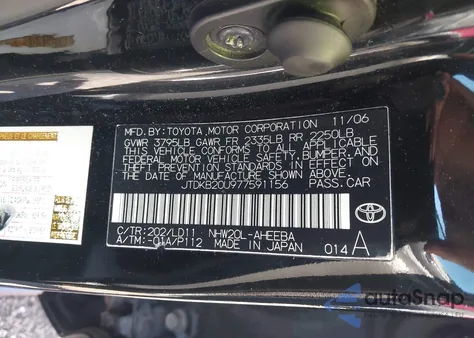 MFD. BY: TOYOTA MOTOR CORPORATION 11/06
GVWR 3795LB GAWR FR 2335LB RR 2250LB
THIS VEHICLE CONFORMS TO ALL APPLICABLE
FEDERAL MOTOR VEHICLE SAFETY, BUMPER, AND
THEFT PREVENTION STANDARDS IN EFFECT ON
THE DATE OF MANUFACTURE SHOWN ABOVE.
JTDKB20U977591156 PASS.CAR
C/TR:202/LD11 NHW20L-AHEEBA
A/TM:-01A/P112 MADE IN JAPAN 014 A
TOYOTA
autoSnap